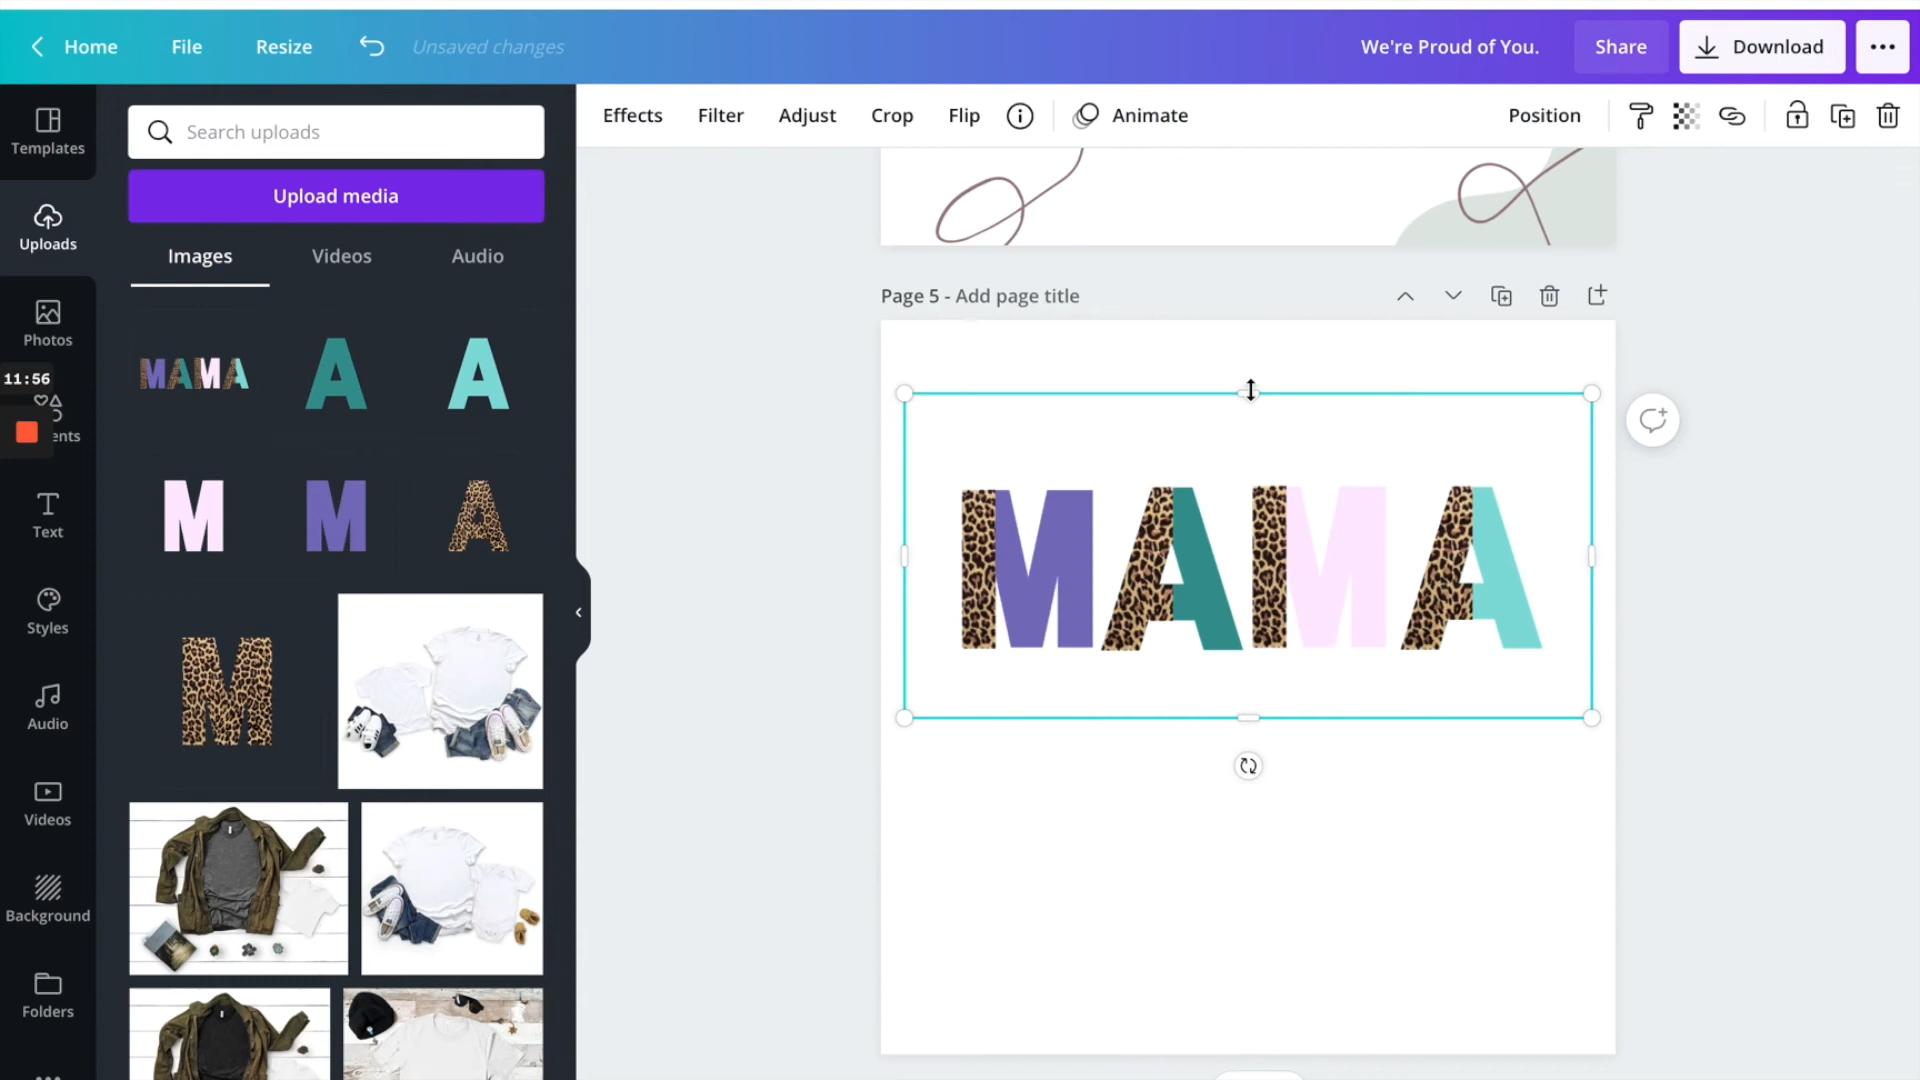 Home File Resize Unsaved changes We're Proud of You. Share Download
Templates
Search uploads
Effects Filter Adjust Crop Flip Animate Position
Upload media
Uploads
Images Videos Audio
Page 5 - Add page title
Photos
MAMA A A
11:56
ents
M M A
MAMA
Text
Styles
M
Audio
Videos
Background
Folders